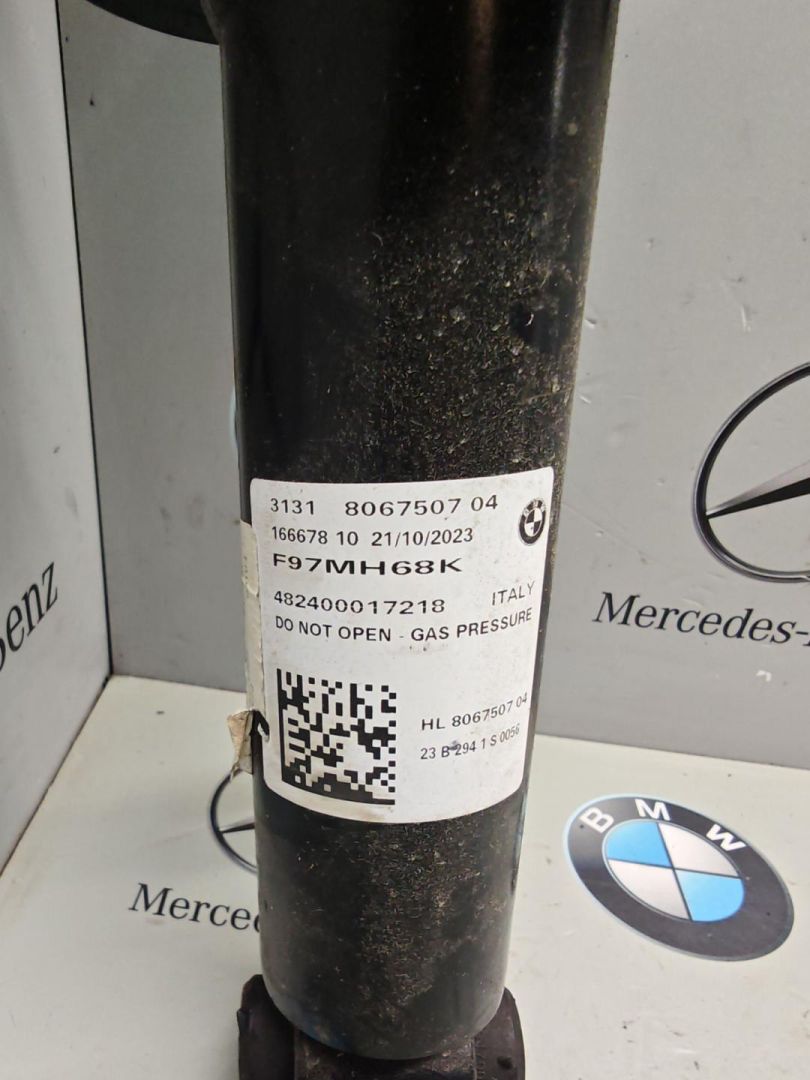 3131 8067507 04
166678 10 21/10/2023
F97MH68K
482400017218 ITALY
DO NOT OPEN - GAS PRESSURE
HL 8067507 04
23 B 294 1 S 0056
Mercedes-
Benz
BMW